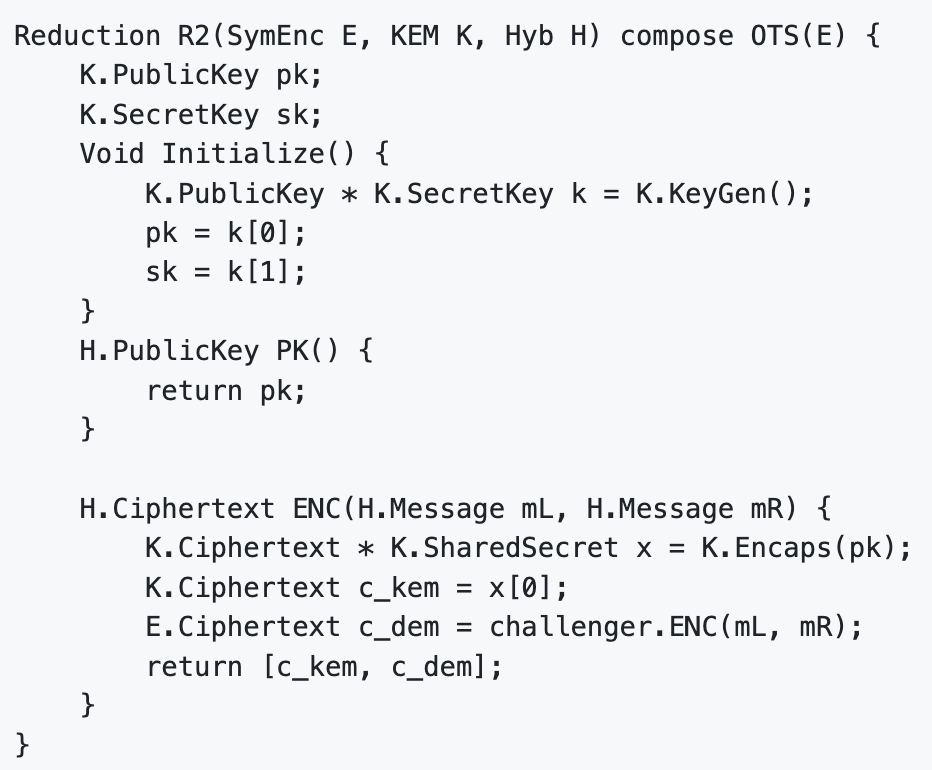 Reduction R2(SymEnc E, KEM K, Hyb H) compose OTS(E) {
    K.PublicKey pk;
    K.SecretKey sk;
    Void Initialize() {
        K.PublicKey * K.SecretKey k = K.KeyGen();
        pk = k[0];
        sk = k[1];
    }
    H.PublicKey PK() {
        return pk;
    }

    H.Ciphertext ENC(H.Message mL, H.Message mR) {
        K.Ciphertext * K.SharedSecret x = K.Encaps(pk);
        K.Ciphertext c_kem = x[0];
        E.Ciphertext c_dem = challenger.ENC(mL, mR);
        return [c_kem, c_dem];
    }
}